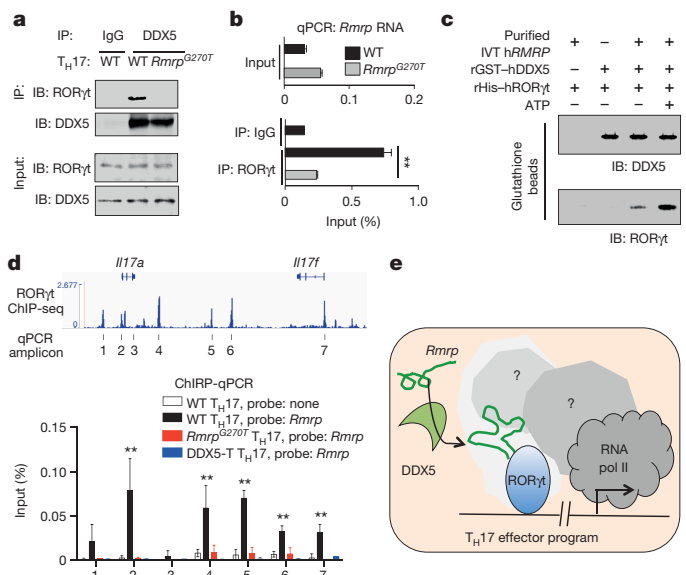 a
IP:
IgG
DDX5
TH17
WT
WT RmrpG270T
IP:
IB: RORγt
IB: DDX5
Input:
IB: RORγt
IB: DDX5
b
qPCR: Rmrp RNA
Input
WT
RmrpG270T
0
0.1
0.2
IP: IgG
IP: RORγt
**
0
0.5
1.0
Input (%)
c
Purified
IVT hRMRP
+
–
+
+
rGST–hDDX5
–
+
+
+
rHis–hRORγt
+
+
+
+
ATP
–
–
–
+
Glutathione
beads
IB: DDX5
IB: RORγt
d
Il17a
Il17f
RORγt
ChIP-seq
2.677
0
qPCR
amplicon
1
2
3
4
5
6
7
ChIRP-qPCR
WT TH17, probe: none
WT TH17, probe: Rmrp
RmrpG270T TH17, probe: Rmrp
DDX5-T TH17, probe: Rmrp
Input (%)
0.15
0.10
0.05
0
**
**
**
**
**
1
2
3
4
5
6
7
e
Rmrp
?
?
DDX5
RORγt
RNA
pol II
TH17 effector program